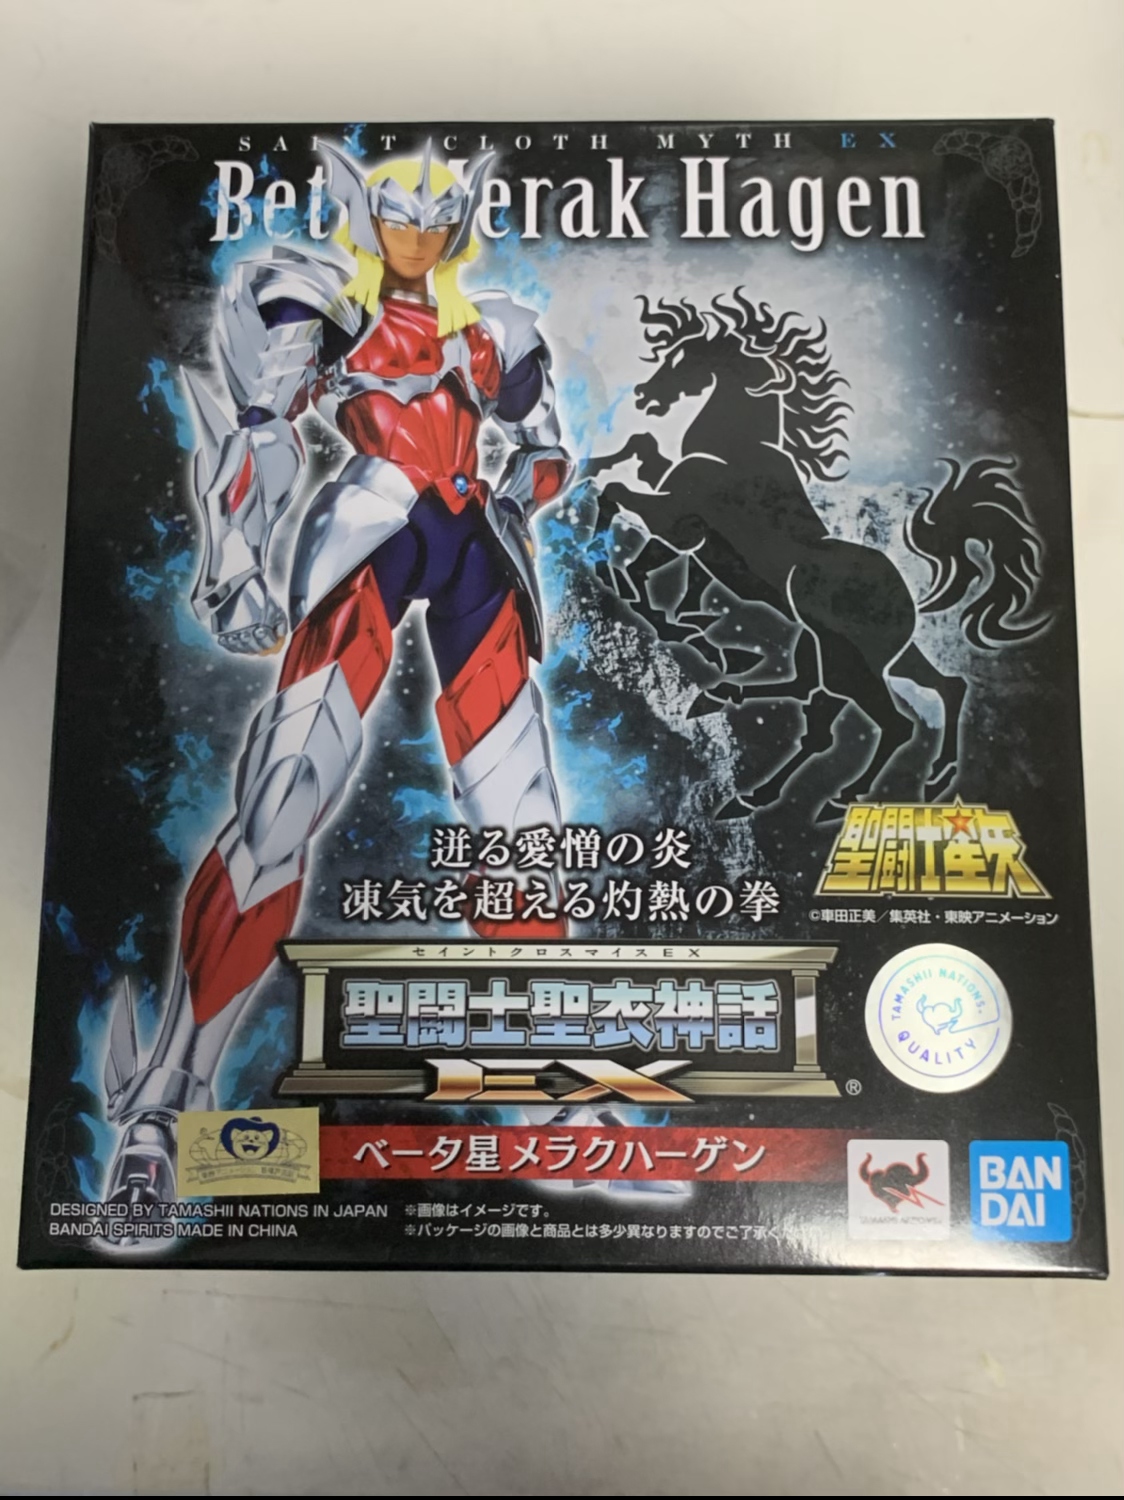 SAINT CLOTH MYTH EX
Hagen
迸る愛憎の炎
凍気を超える灼熱の拳
聖闘士星矢
©車田正美／集英社・東映アニメーション
セイントクロスマイスEX
聖闘士聖衣神話
EX
®
TAMASHII NATIONS
QUALITY
ベータ星 メラクハーゲン
BAN
DAI
DESIGNED BY TAMASHII NATIONS IN JAPAN
BANDAI SPIRITS MADE IN CHINA
※画像はイメージです。
※パッケージの画像と商品とは多少異なりますのでご了承く
TAMASHII NATIONS